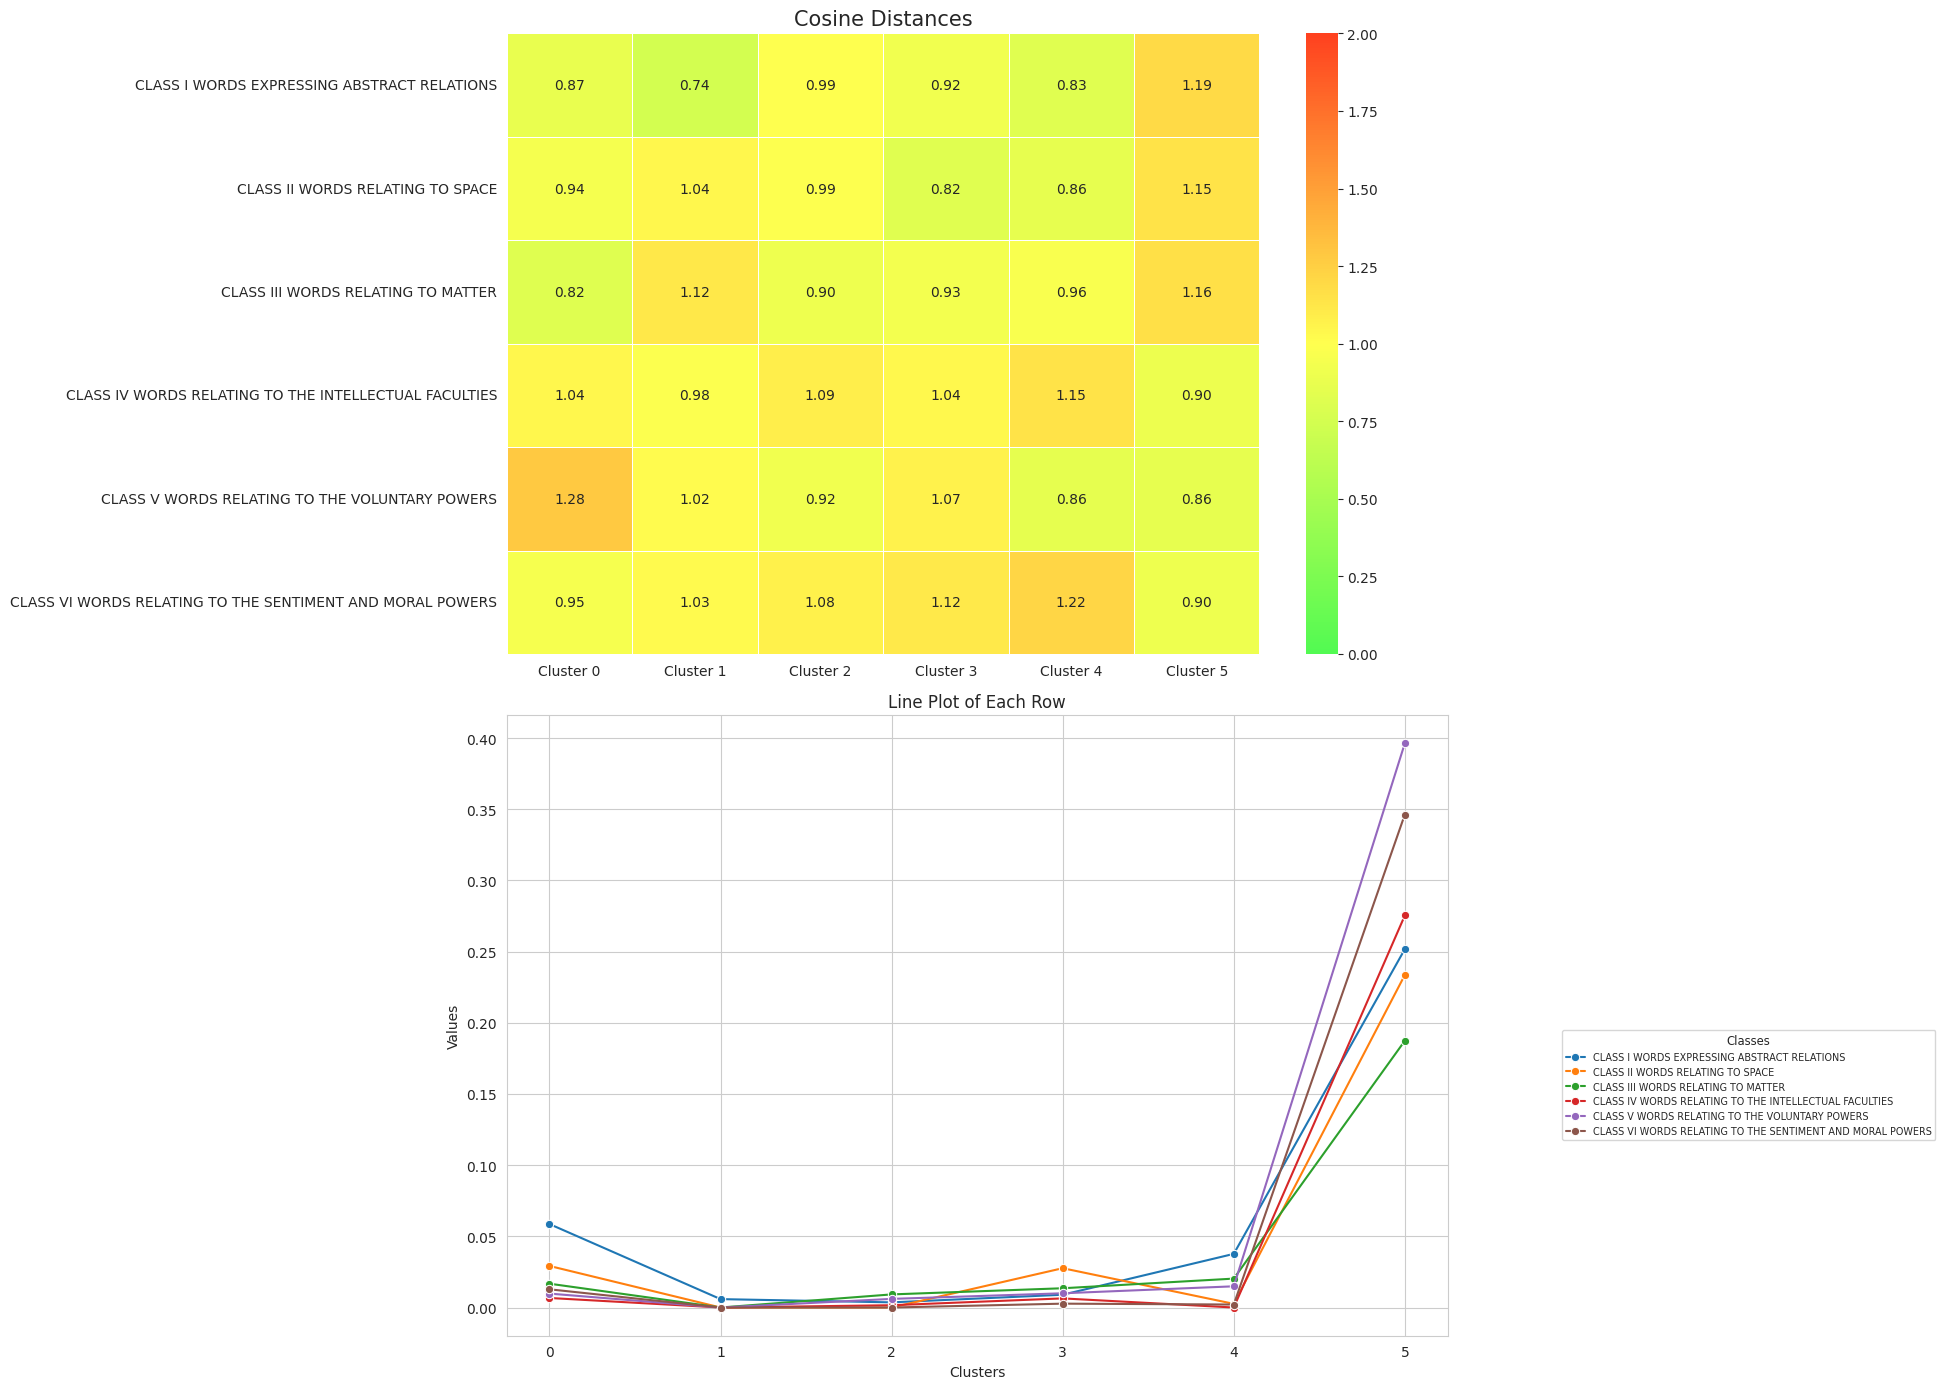 Cosine Distances
CLASS I WORDS EXPRESSING ABSTRACT RELATIONS 0.87 0.74 0.99 0.92 0.83 1.19
CLASS II WORDS RELATING TO SPACE 0.94 1.04 0.99 0.82 0.86 1.15
CLASS III WORDS RELATING TO MATTER 0.82 1.12 0.90 0.93 0.96 1.16
CLASS IV WORDS RELATING TO THE INTELLECTUAL FACULTIES 1.04 0.98 1.09 1.04 1.15 0.90
CLASS V WORDS RELATING TO THE VOLUNTARY POWERS 1.28 1.02 0.92 1.07 0.86 0.86
CLASS VI WORDS RELATING TO THE SENTIMENT AND MORAL POWERS 0.95 1.03 1.08 1.12 1.22 0.90
Cluster 0 Cluster 1 Cluster 2 Cluster 3 Cluster 4 Cluster 5
2.00
1.75
1.50
1.25
1.00
0.75
0.50
0.25
0.00
Line Plot of Each Row
0.40
0.35
0.30
0.25
0.20
0.15
0.10
0.05
0.00
Values
0 1 2 3 4 5
Clusters
Classes
CLASS I WORDS EXPRESSING ABSTRACT RELATIONS
CLASS II WORDS RELATING TO SPACE
CLASS III WORDS RELATING TO MATTER
CLASS IV WORDS RELATING TO THE INTELLECTUAL FACULTIES
CLASS V WORDS RELATING TO THE VOLUNTARY POWERS
CLASS VI WORDS RELATING TO THE SENTIMENT AND MORAL POWERS